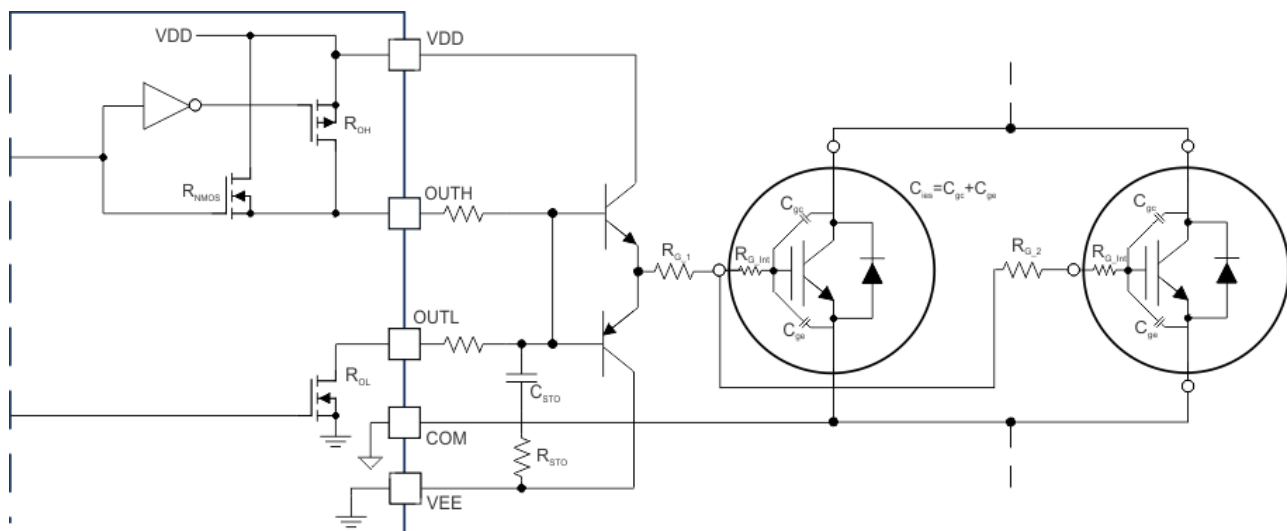 VDD
VDD
R_OH
R_NMOS
OUTH
OUTL
R_OL
C_STO
R_STO
COM
VEE
R_G_1
R_G_Int
C_gc
C_ge
C_ies=C_gc+C_ge
R_G_2
R_G_Int
C_gc
C_ge